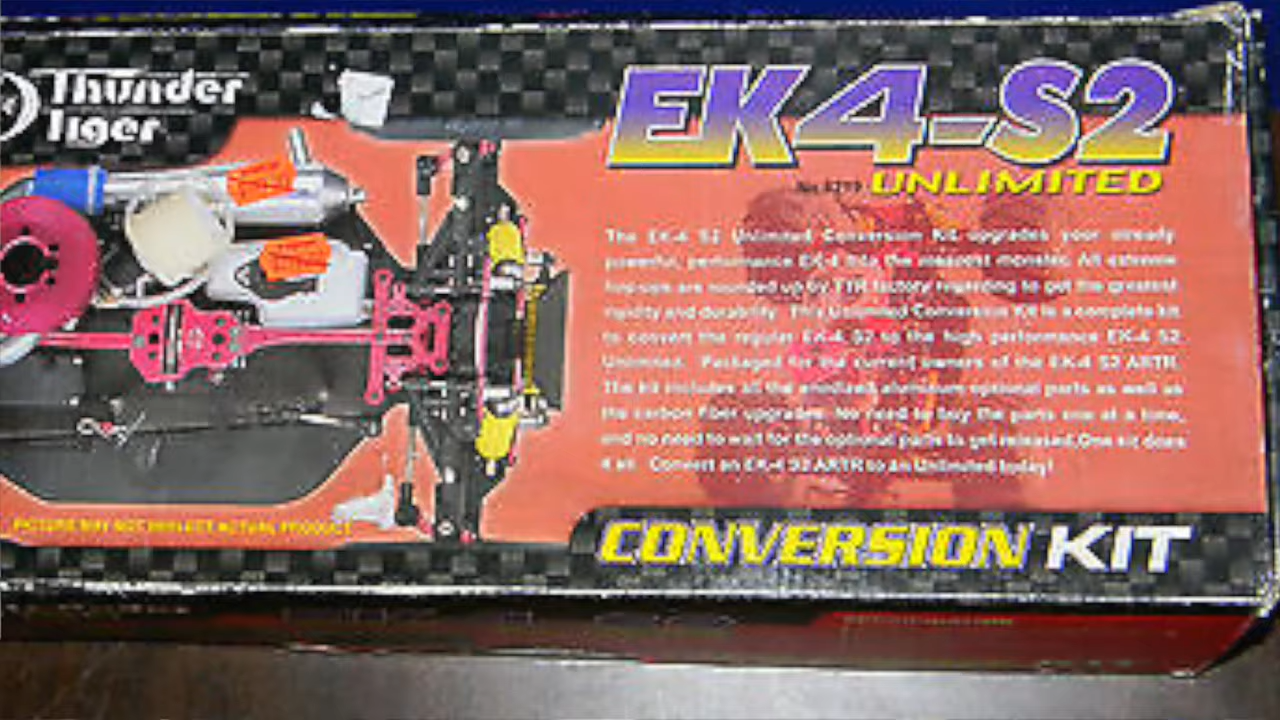 Thunder
Tiger
EK4-S2
UNLIMITED
The EK-4 S2 Unlimited Conversion Kit upgrades your already
powerful, performance EK-4 into the meanest monster. All extreme
hop-ups are rounded up by TTR factory regarding to get the greatest
rigidity and durability. This Unlimited Conversion Kit is a complete kit
to convert the regular EK-4 S2 to the high performance EK-4 S2
Unlimited. Packaged for the current owners of the EK-4 S2 ARTR.
The kit includes all the anodized aluminum optional parts as well as
the carbon fiber upgrades. No need to buy the parts one at a time,
and no need to wait for the optional parts to get released.One kit does
it all. Convert an EK-4 S2 ARTR to an Unlimited today!
PICTURE MAY NOT REFLECT ACTUAL PRODUCT
CONVERSION KIT